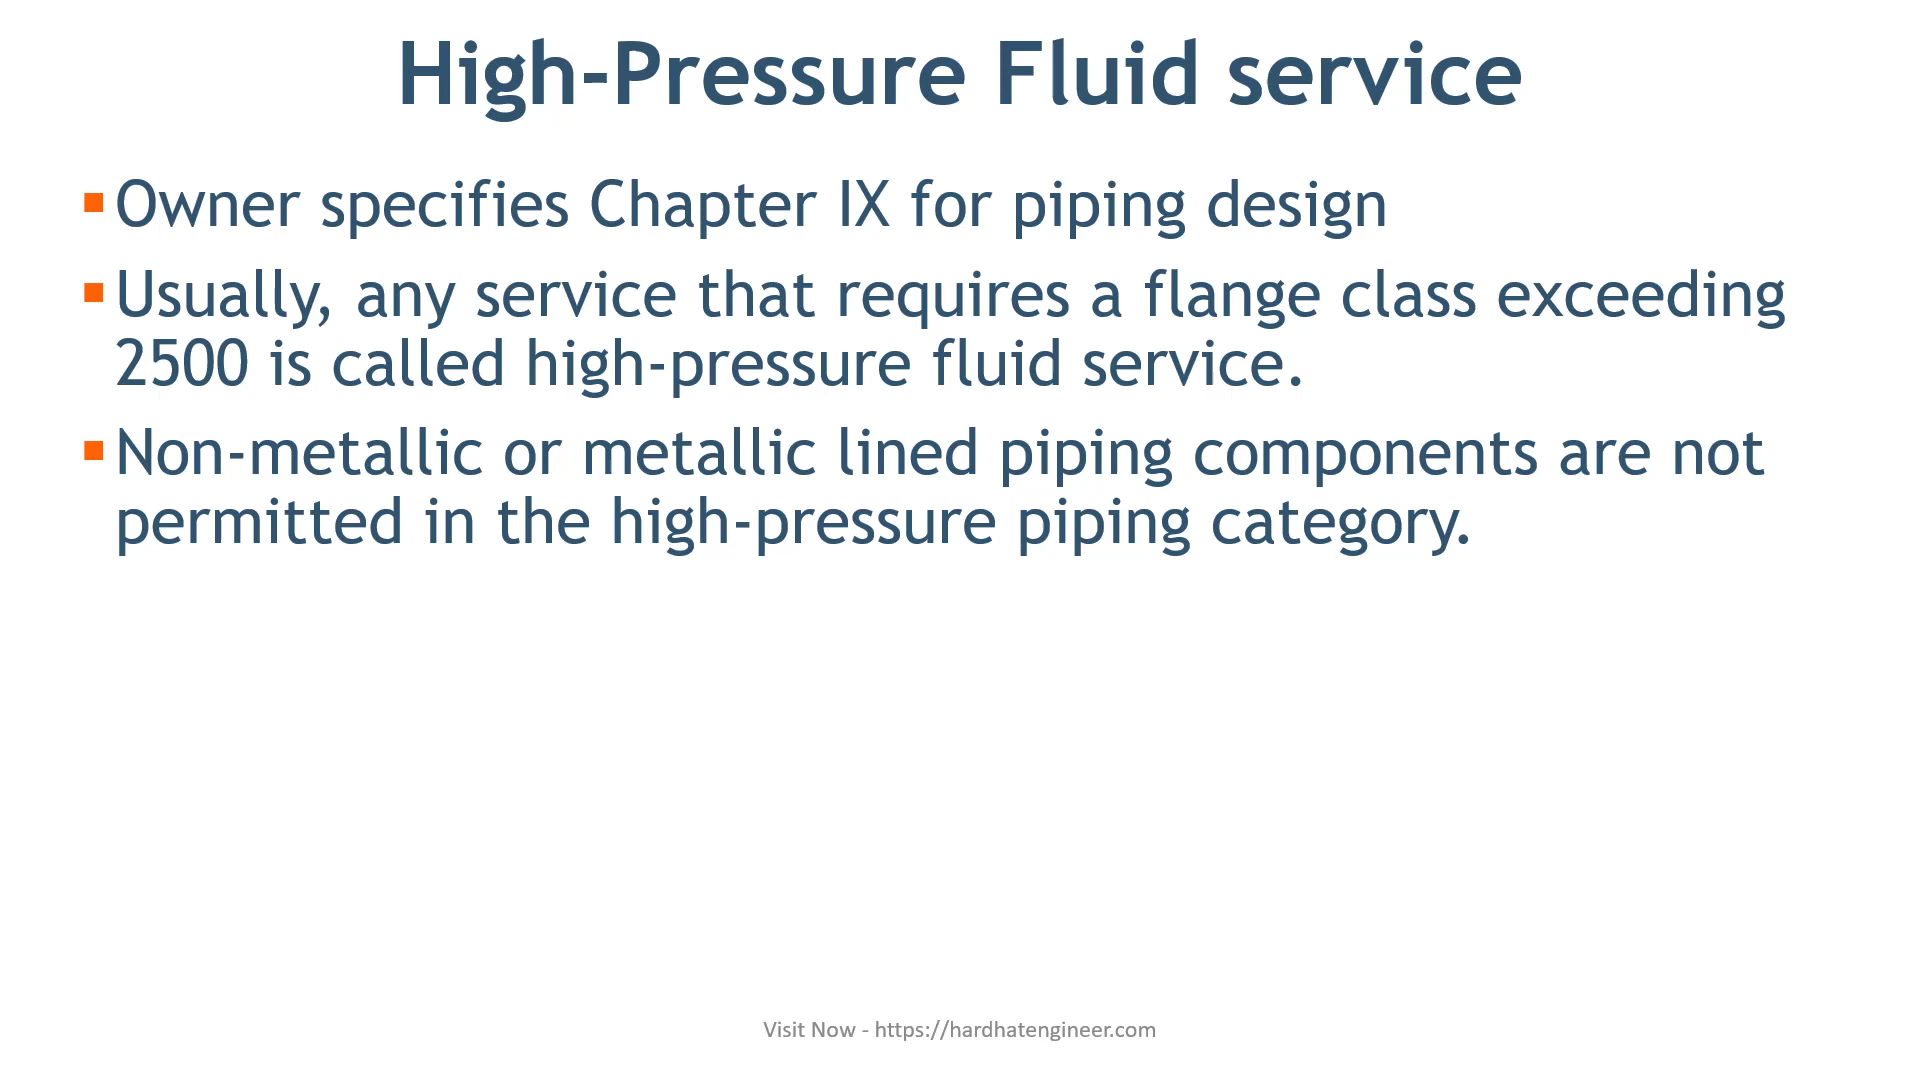 High-Pressure Fluid service
▪Owner specifies Chapter IX for piping design
▪Usually, any service that requires a flange class exceeding
2500 is called high-pressure fluid service.
▪Non-metallic or metallic lined piping components are not
permitted in the high-pressure piping category.
Visit Now - https://hardhatengineer.com